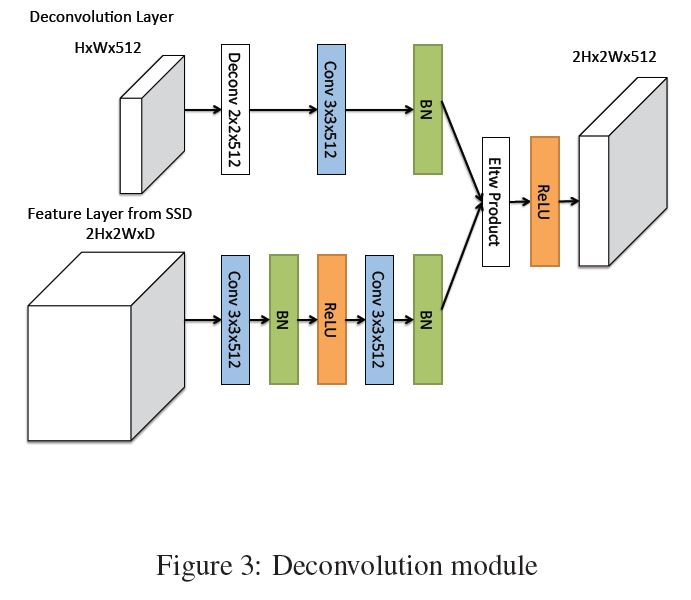 Deconvolution Layer
HxWx512
Deconv 2x2x512
Conv 3x3x512
BN
2Hx2Wx512
Eltw Product
ReLU
Feature Layer from SSD
2Hx2WxD
Conv 3x3x512
BN
ReLU
Conv 3x3x512
BN
Figure 3: Deconvolution module